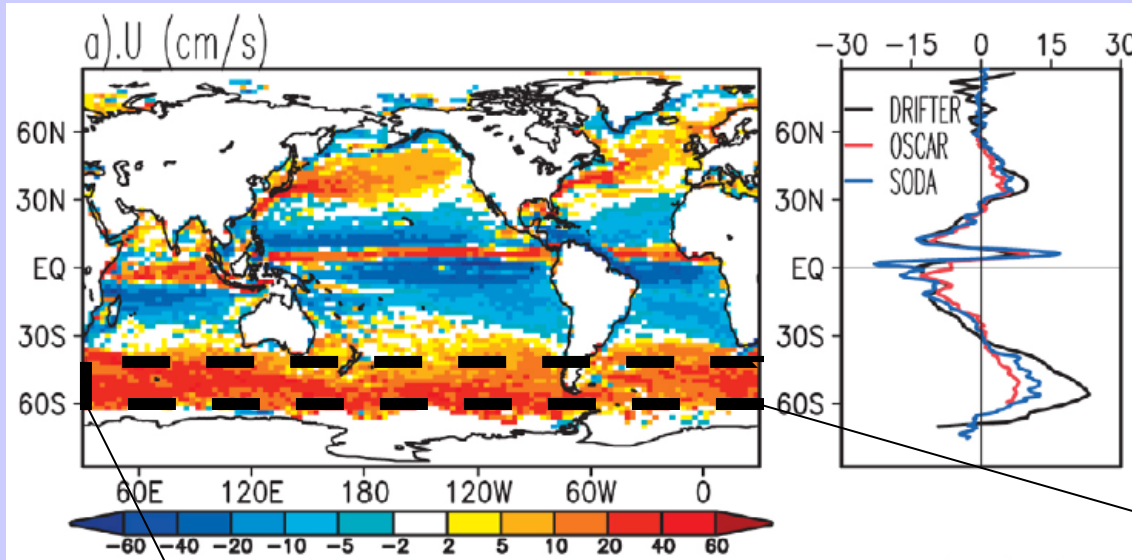 a).U (cm/s)
-30 -15 0 15 30
60N
30N
EQ
30S
60S
60E 120E 180 120W 60W 0
-60 -40 -20 -10 -5 -2 2 5 10 20 40 60
60N
30N
EQ
30S
60S
DRIFTER
OSCAR
SODA